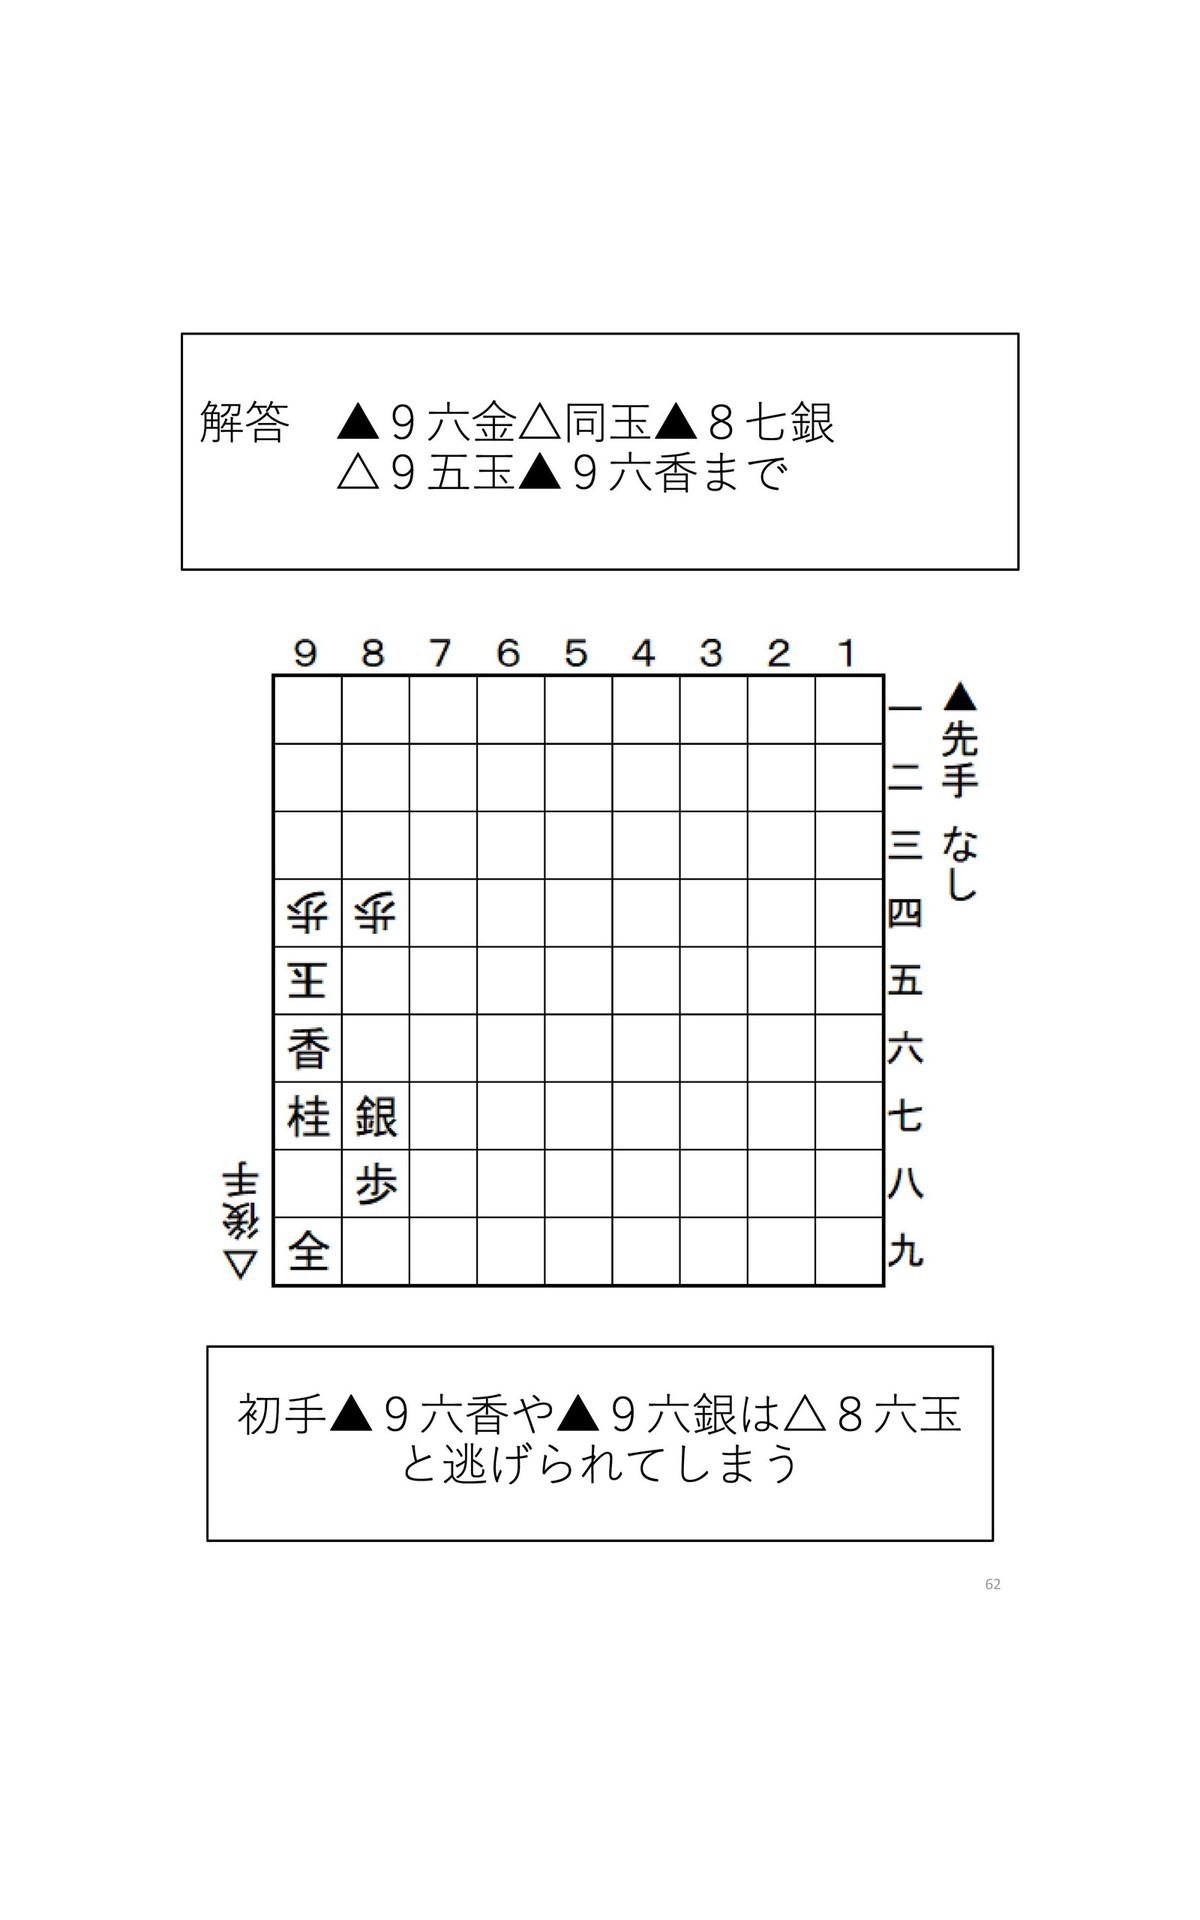 解答　▲９六金△同玉▲８七銀
△９五玉▲９六香まで
9 8 7 6 5 4 3 2 1
一
二
三
歩 歩 四
王 五
香 六
桂 銀 七
歩 八
全 九
▲先手 なし
△後手
初手▲９六香や▲９六銀は△８六玉
と逃げられてしまう
62